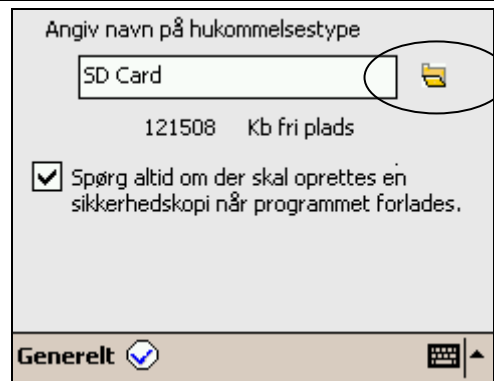 Angiv navn på hukommelsestype
SD Card
121508 Kb fri plads
Spørg altid om der skal oprettes en
sikkerhedskopi når programmet forlades.
Generelt